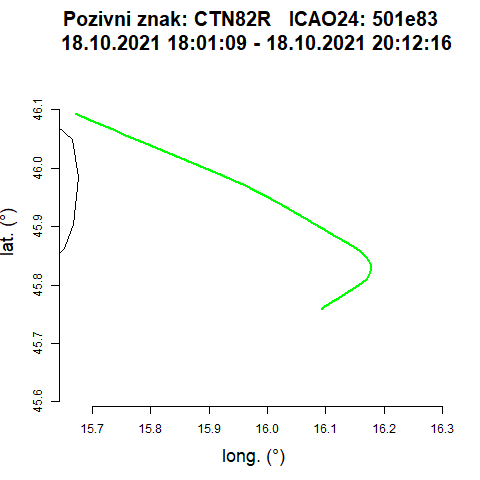 Pozivni znak: CTN82R   ICAO24: 501e83
18.10.2021 18:01:09 - 18.10.2021 20:12:16
46.1
46.0
45.9
45.8
45.7
45.6
lat. (°)
15.7 15.8 15.9 16.0 16.1 16.2 16.3
long. (°)